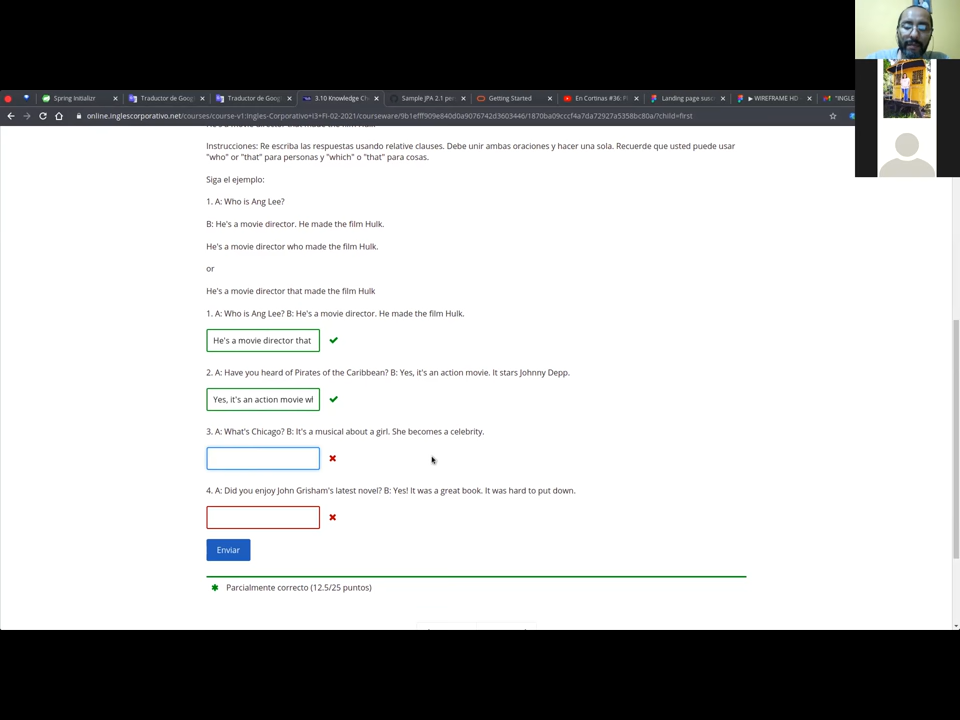 Spring Initializr
Traductor de Goog
Traductor de Goog
3.10 Knowledge Ch
Sample JPA 2.1 pe
Getting Started
En Cortinas #36: F
Landing page sus
WIREFRAME HD
"INGLE
online.inglescorporativo.net/courses/course-v1:Ingles-Corporativo+I3+FI-02-2021/courseware/9b1eff909e840d0a9076742d3603446/1870ba09cccf4a7da72927a5358bc80a/?child=first
Instrucciones: Re escriba las respuestas usando relative clauses. Debe unir ambas oraciones y hacer una sola. Recuerde que usted puede usar
"who" or "that" para personas y "which" o "that" para cosas.
Siga el ejemplo:
1. A: Who is Ang Lee?
B: He's a movie director. He made the film Hulk.
He's a movie director who made the film Hulk.
or
He's a movie director that made the film Hulk
1. A: Who is Ang Lee? B: He's a movie director. He made the film Hulk.
He's a movie director that
2. A: Have you heard of Pirates of the Caribbean? B: Yes, it's an action movie. It stars Johnny Depp.
Yes, it's an action movie wl
3. A: What's Chicago? B: It's a musical about a girl. She becomes a celebrity.
4. A: Did you enjoy John Grisham's latest novel? B: Yes! It was a great book. It was hard to put down.
Enviar
Parcialmente correcto (12.5/25 puntos)